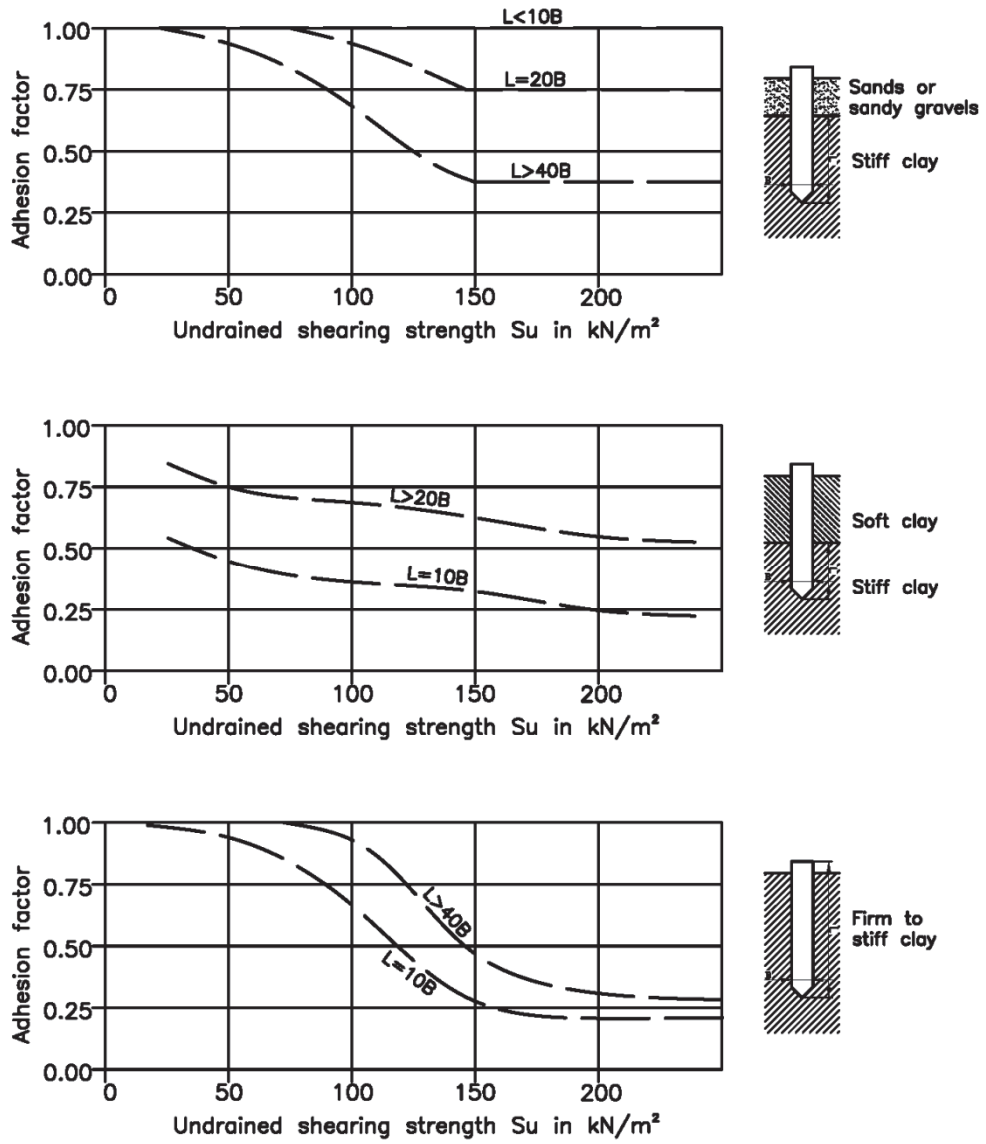 L<10B
1.00
0.75
0.50
0.25
0.00
Adhesion factor
L=20B
L>40B
0
50
100
150
200
Undrained shearing strength Su in kN/m²
Sands or
sandy gravels
Stiff clay
1.00
0.75
0.50
0.25
0.00
Adhesion factor
L>20B
L=10B
0
50
100
150
200
Undrained shearing strength Su in kN/m²
Soft clay
Stiff clay
1.00
0.75
0.50
0.25
0.00
Adhesion factor
L>40B
L=10B
0
50
100
150
200
Undrained shearing strength Su in kN/m²
Firm to
stiff clay